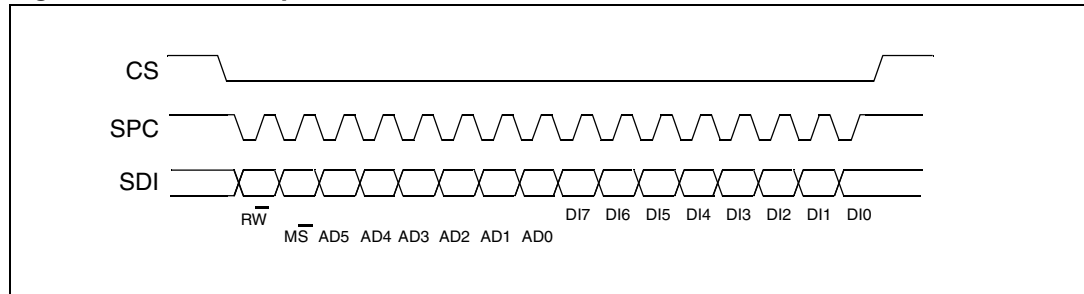 CS
SPC
SDI
RW̅ DI7 DI6 DI5 DI4 DI3 DI2 DI1 DI0
MS̅ AD5 AD4 AD3 AD2 AD1 AD0